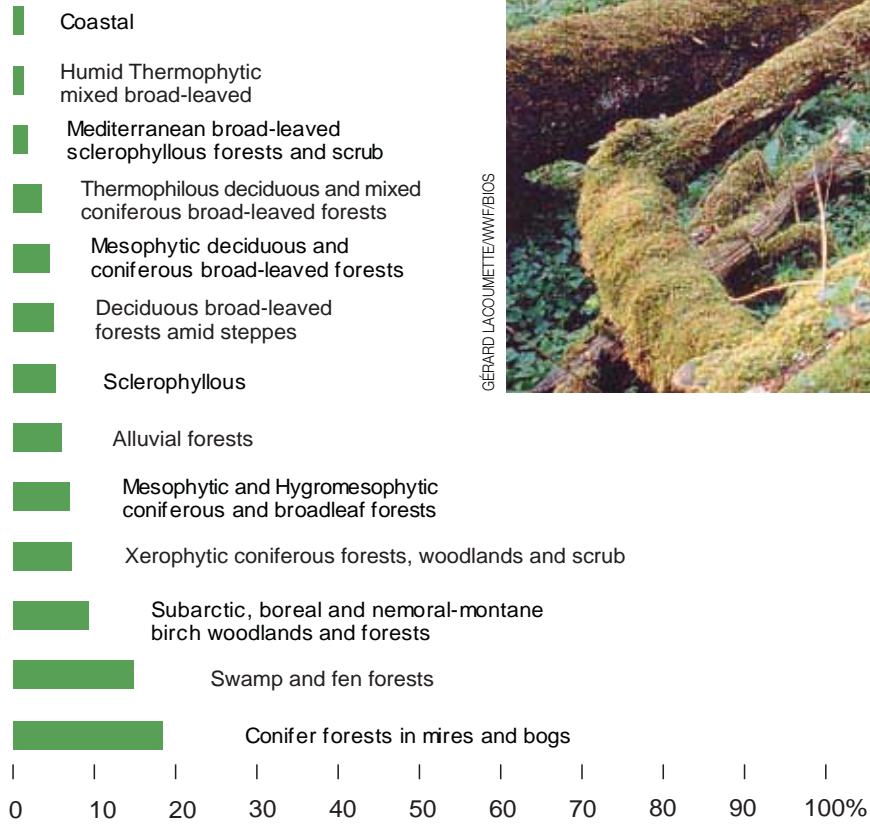 Coastal
Humid Thermophytic
mixed broad-leaved
Mediterranean broad-leaved
sclerophyllous forests and scrub
Thermophilous deciduous and mixed
coniferous broad-leaved forests
Mesophytic deciduous and
coniferous broad-leaved forests
Deciduous broad-leaved
forests amid steppes
Sclerophyllous
Alluvial forests
Mesophytic and Hygromesophytic
coniferous and broadleaf forests
Xerophytic coniferous forests, woodlands and scrub
Subarctic, boreal and nemoral-montane
birch woodlands and forests
Swamp and fen forests
Conifer forests in mires and bogs
0 10 20 30 40 50 60 70 80 90 100%
GÉRARD LACOUMETTE/WWF/BIOS